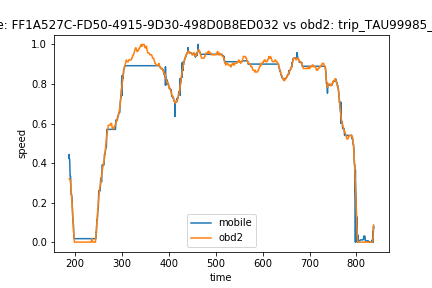 e: FF1A527C-FD50-4915-9D30-498D0B8ED032 vs obd2: trip_TAU99985_
1.0
0.8
0.6
0.4
0.2
0.0
speed
mobile
obd2
200 300 400 500 600 700 800
time